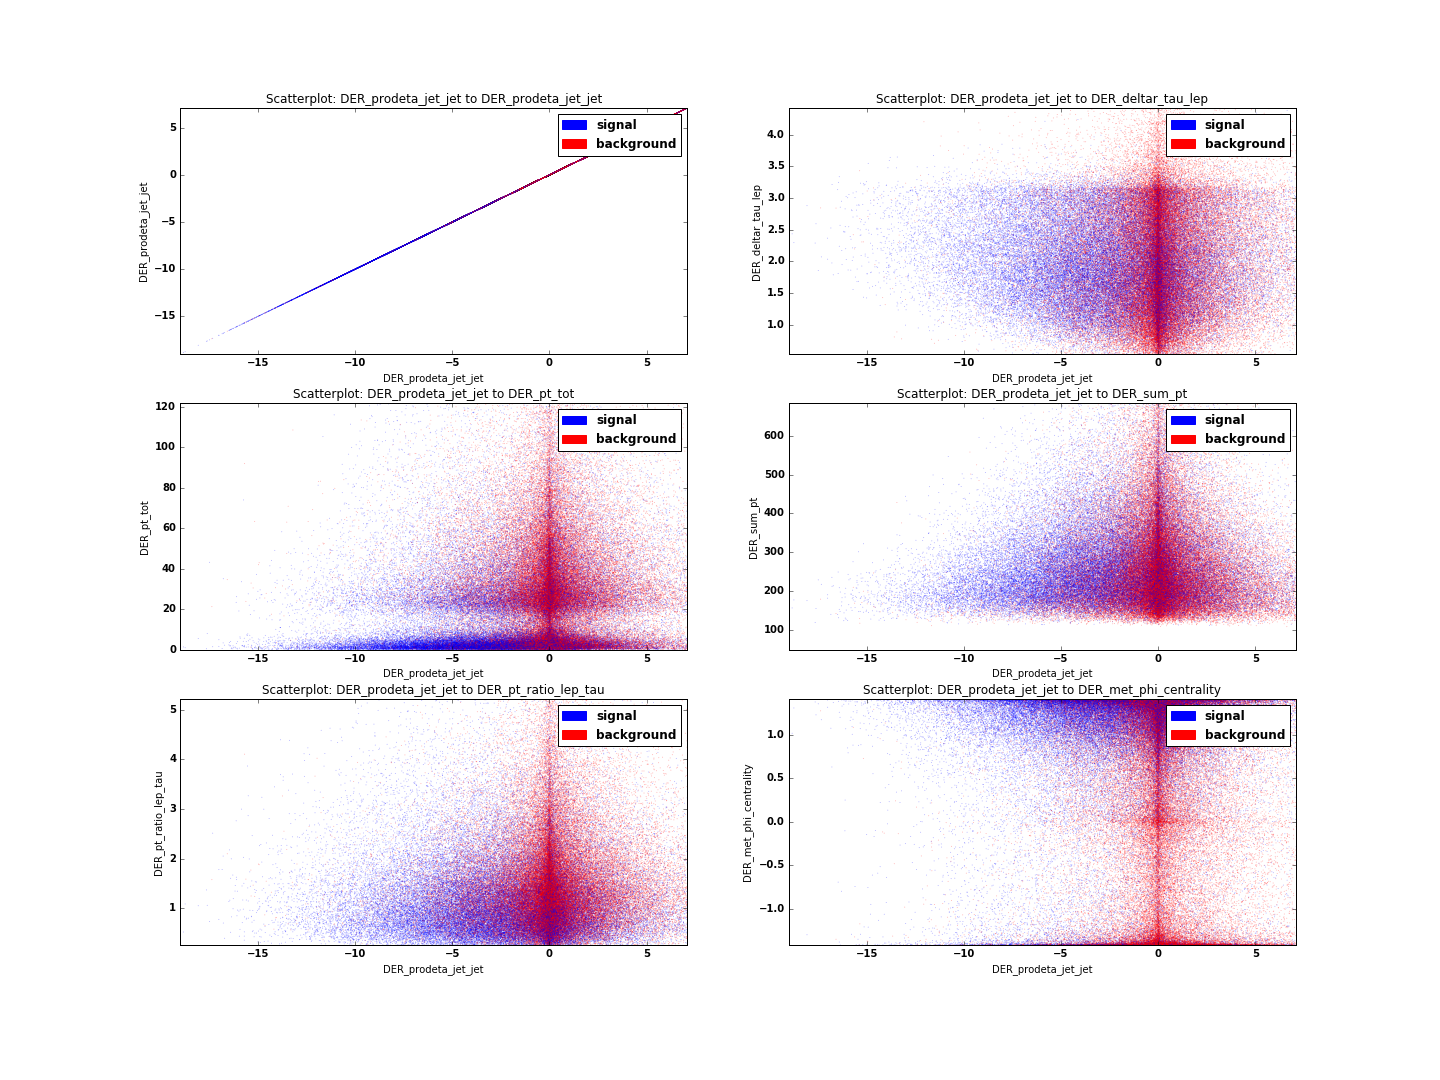 Scatterplot: DER_prodeta_jet_jet to DER_prodeta_jet_jet
signal
background
5
0
−5
−10
−15
DER_prodeta_jet_jet
−15 −10 −5 0 5
DER_prodeta_jet_jet
Scatterplot: DER_prodeta_jet_jet to DER_deltar_tau_lep
signal
background
4.0
3.5
3.0
2.5
2.0
1.5
1.0
DER_deltar_tau_lep
−15 −10 −5 0 5
DER_prodeta_jet_jet
Scatterplot: DER_prodeta_jet_jet to DER_pt_tot
signal
background
120
100
80
60
40
20
0
DER_pt_tot
−15 −10 −5 0 5
DER_prodeta_jet_jet
Scatterplot: DER_prodeta_jet_jet to DER_sum_pt
signal
background
600
500
400
300
200
100
DER_sum_pt
−15 −10 −5 0 5
DER_prodeta_jet_jet
Scatterplot: DER_prodeta_jet_jet to DER_pt_ratio_lep_tau
signal
background
5
4
3
2
1
DER_pt_ratio_lep_tau
−15 −10 −5 0 5
DER_prodeta_jet_jet
Scatterplot: DER_prodeta_jet_jet to DER_met_phi_centrality
signal
background
1.0
0.5
0.0
−0.5
−1.0
DER_met_phi_centrality
−15 −10 −5 0 5
DER_prodeta_jet_jet